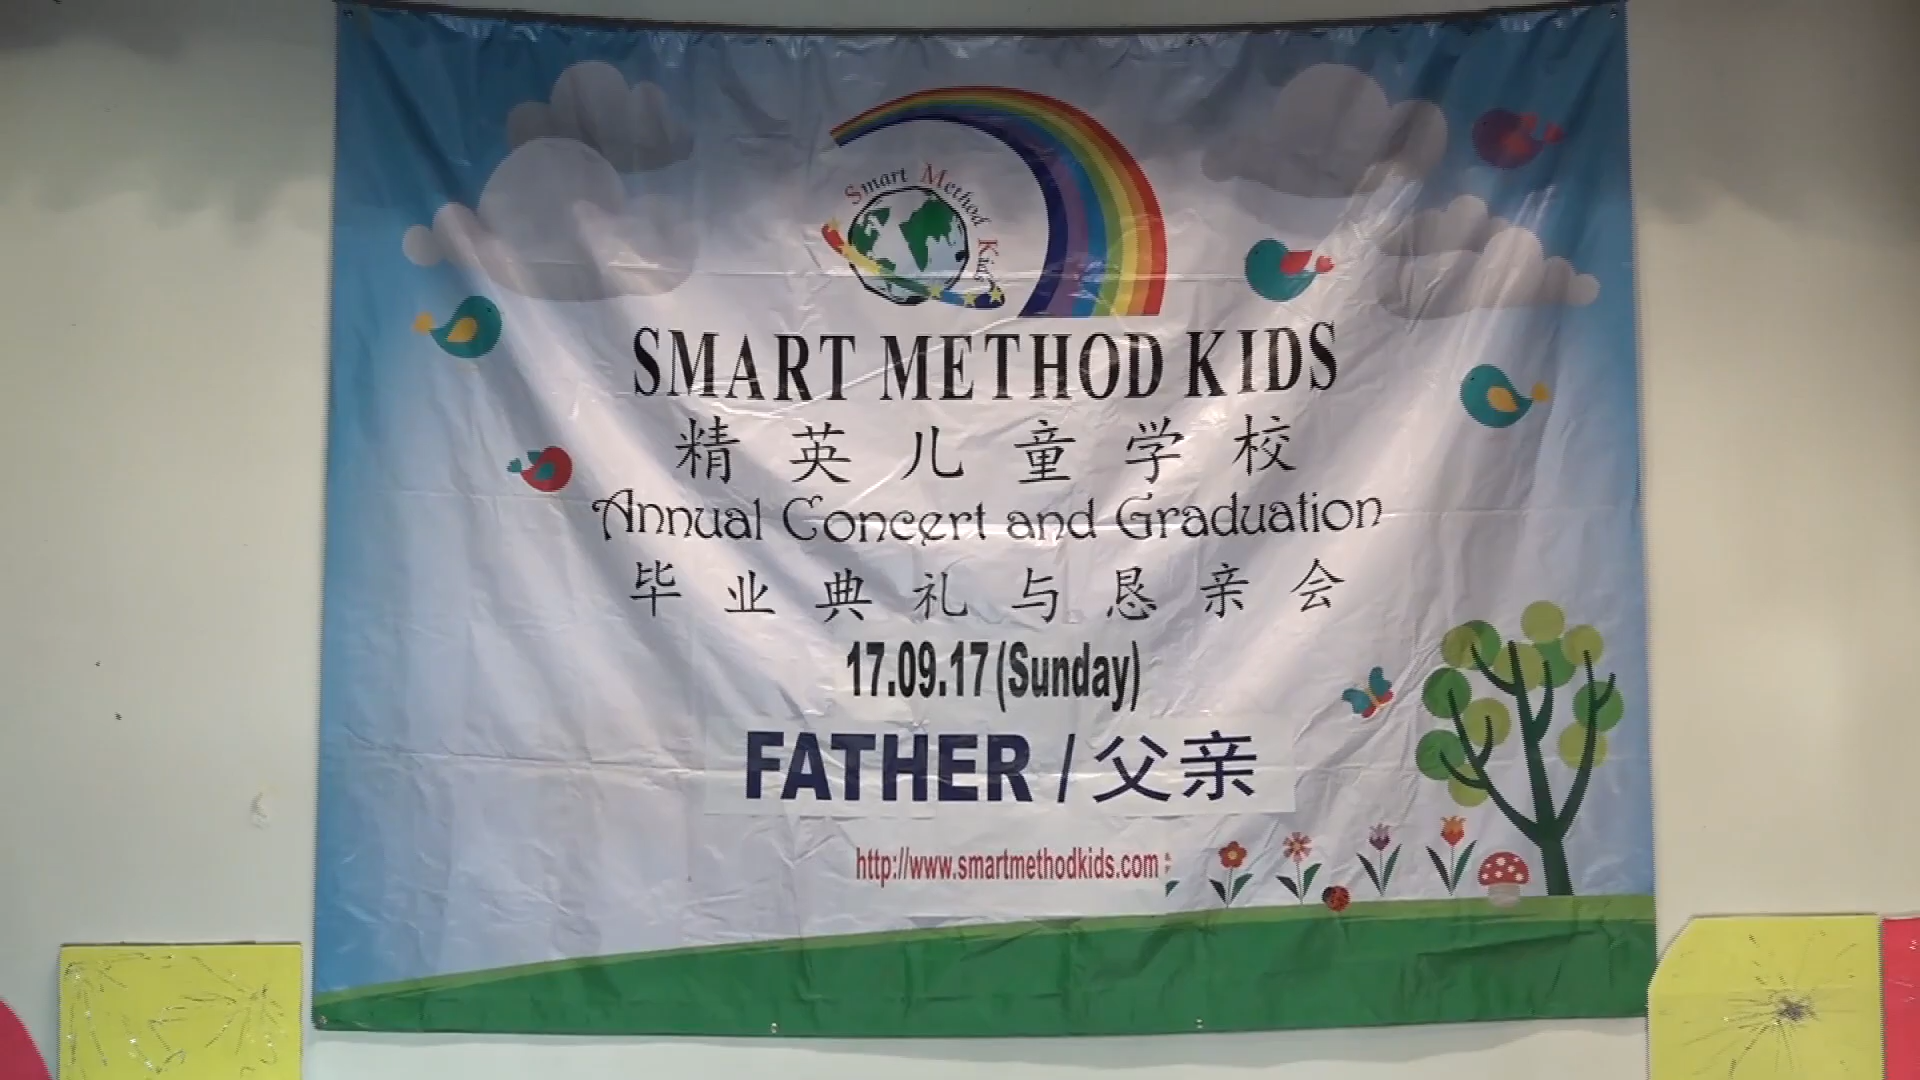 Smart Method Kids
SMART METHOD KIDS
精英儿童学校
Annual Concert and Graduation
毕业典礼与恳亲会
17.09.17 (Sunday)
FATHER / 父亲
http://www.smartmethodkids.com